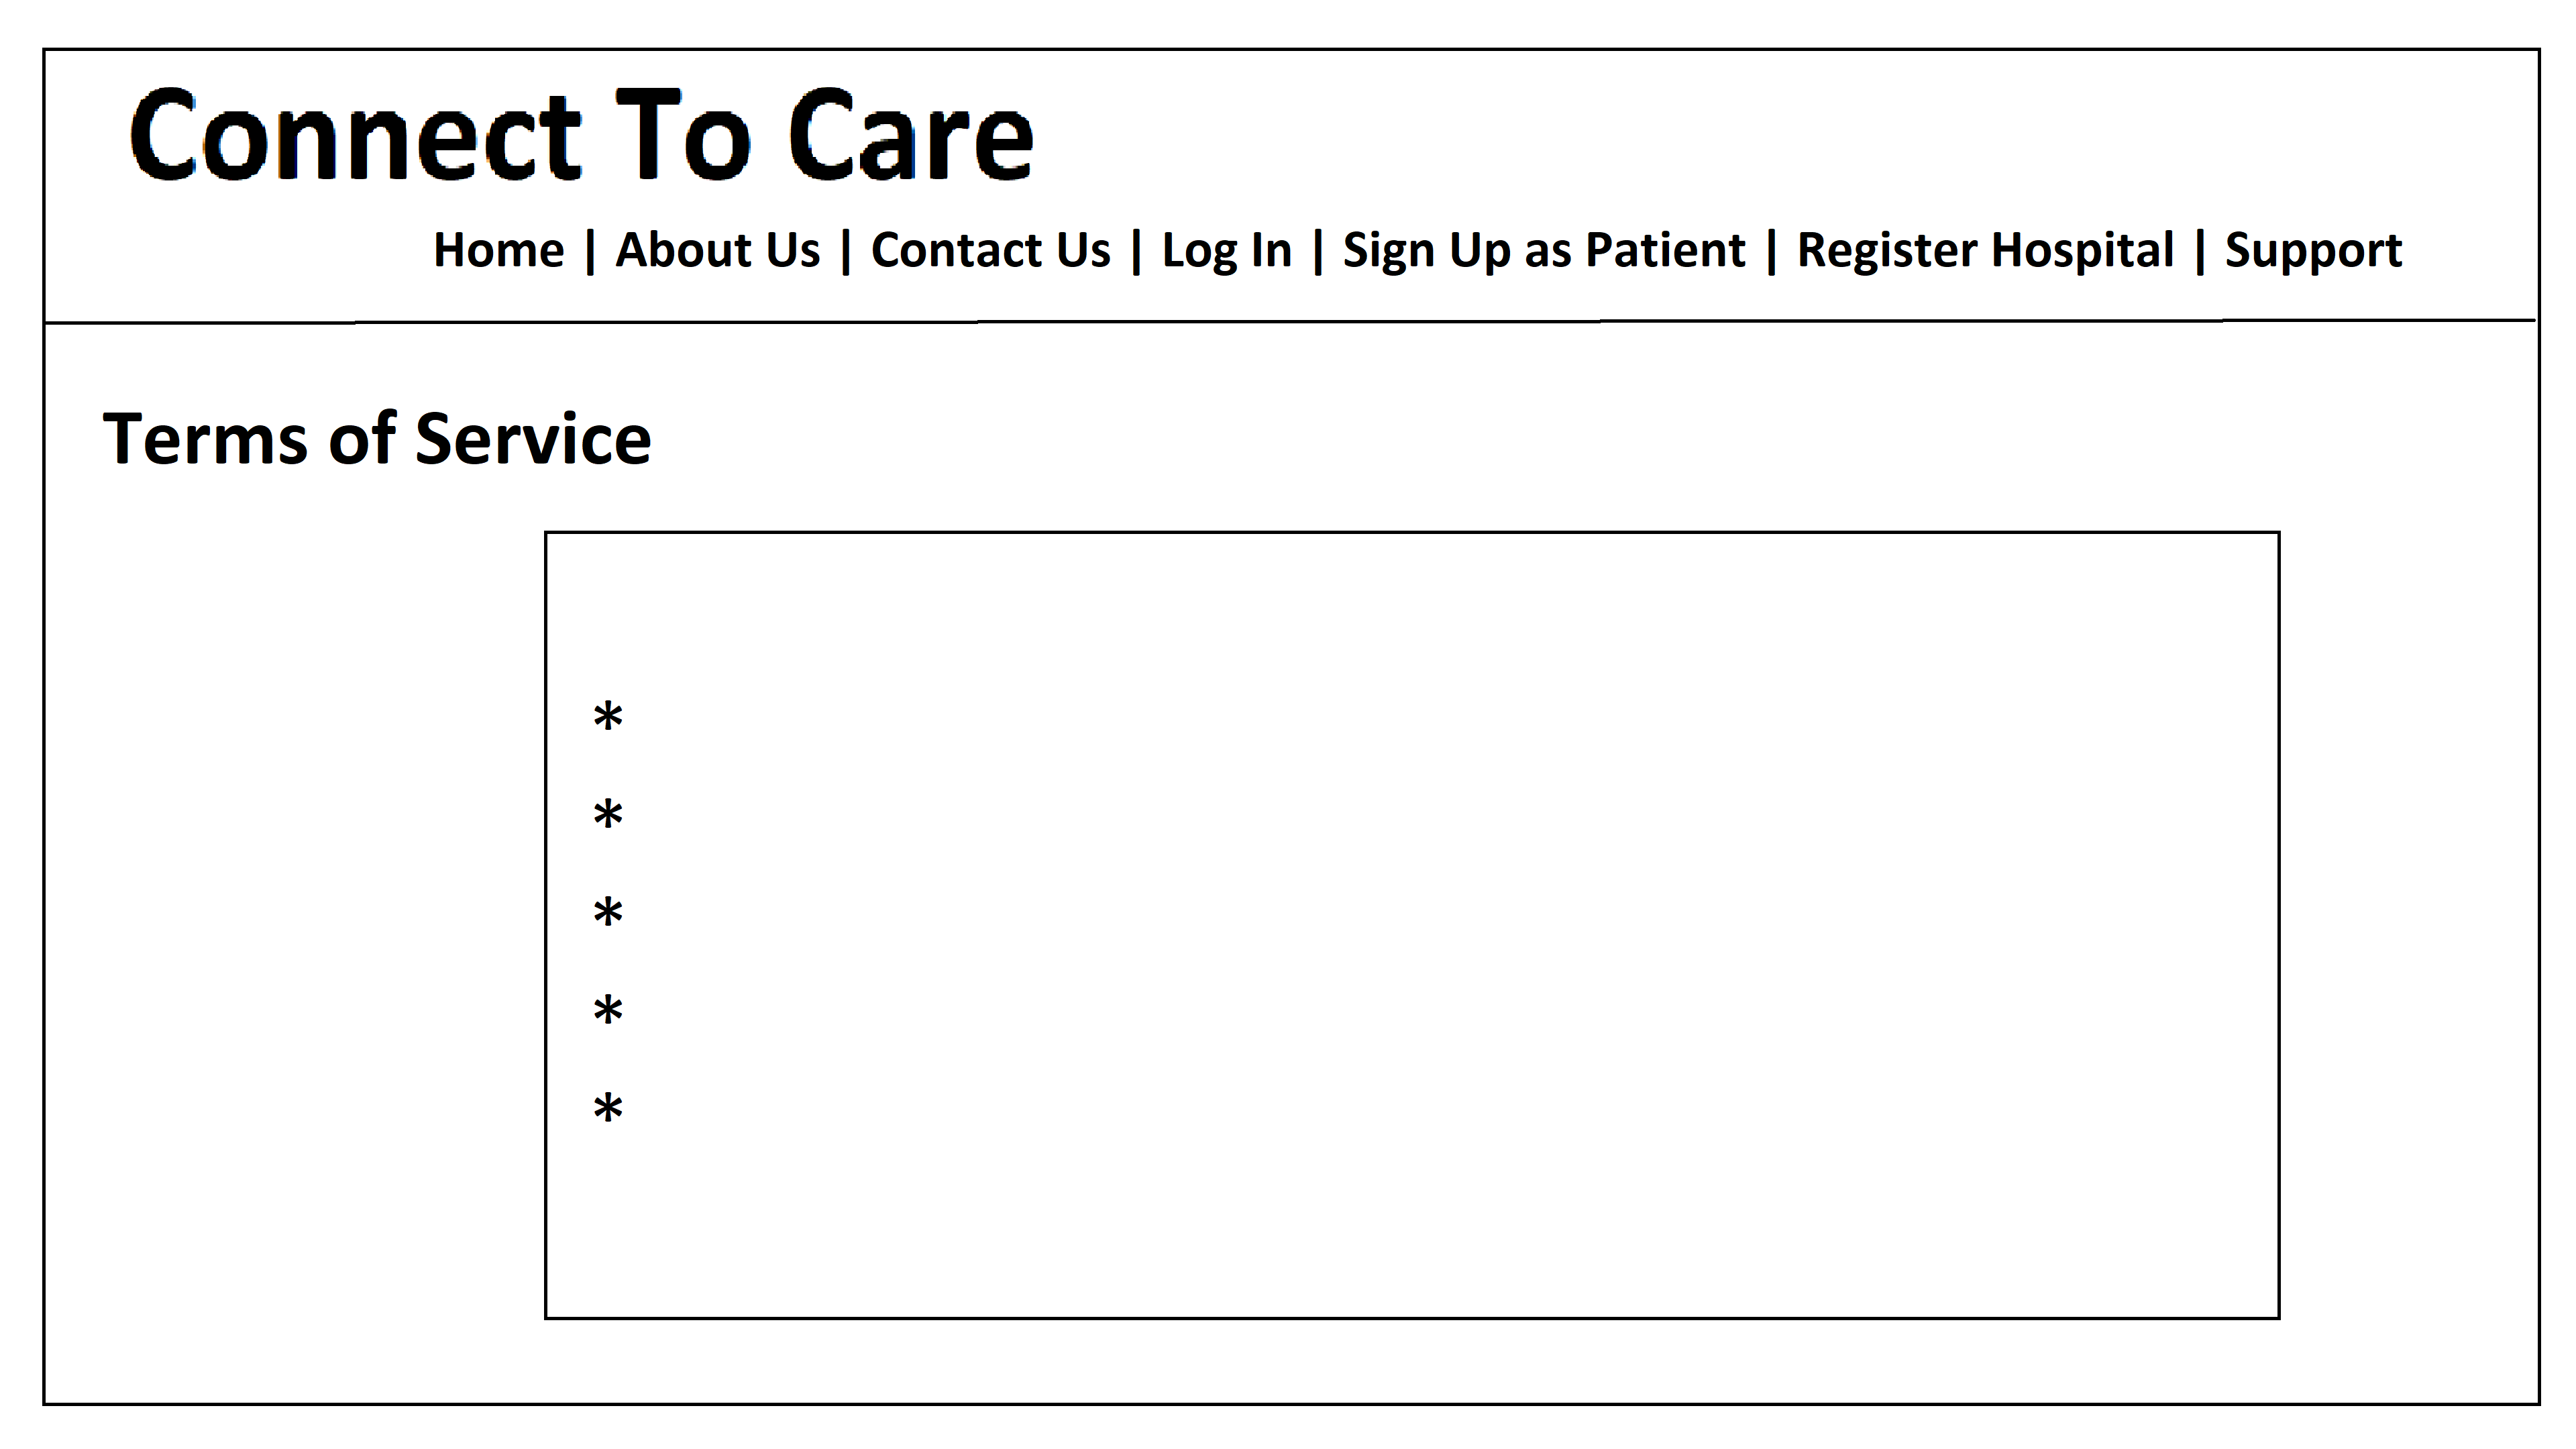 Connect To Care
Home | About Us | Contact Us | Log In | Sign Up as Patient | Register Hospital | Support
Terms of Service
*
*
*
*
*